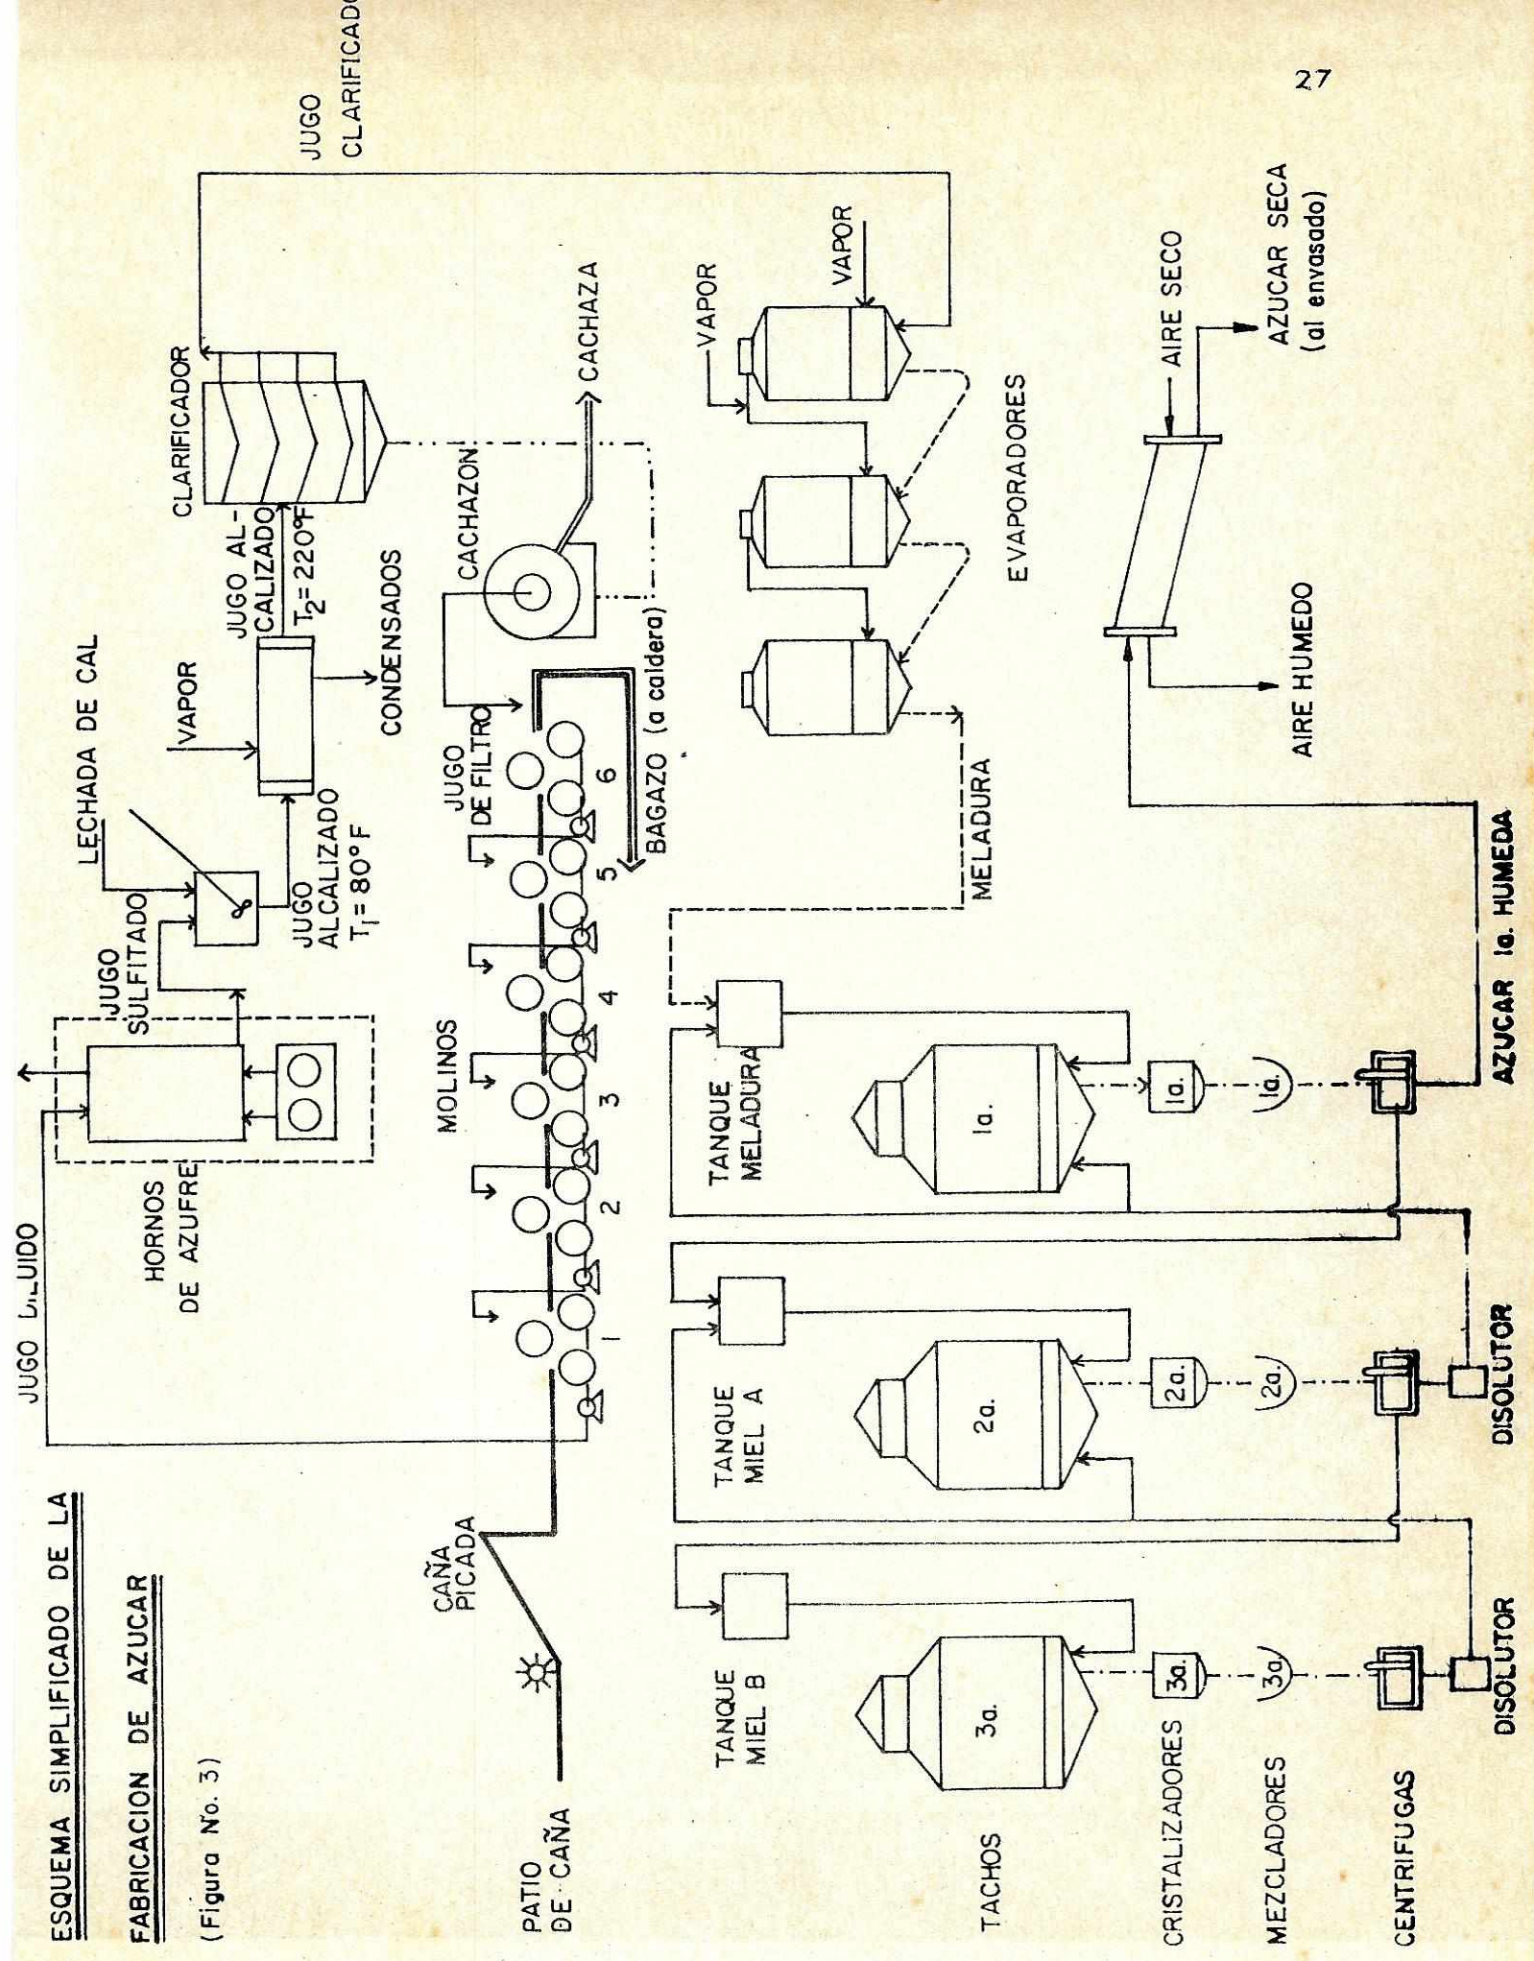 ESQUEMA SIMPLIFICADO DE LA
FABRICACION DE AZUCAR
(Figura No. 3)
JUGO DILUIDO
HORNOS
DE AZUFRE
JUGO
SULFITADO
LECHADA DE CAL
JUGO
ALCALIZADO
T1= 80°F
VAPOR
CONDENSADOS
JUGO AL-
CALIZADO
T2= 220°F
CLARIFICADOR
JUGO
CLARIFICADO
PATIO
DE CAÑA
CAÑA
PICADA
MOLINOS
1
2
3
4
5
6
JUGO
DE FILTRO
BAGAZO (a caldera)
CACHAZON
CACHAZA
VAPOR
VAPOR
EVAPORADORES
MELADURA
TANQUE
MIEL B
TANQUE
MIEL A
TANQUE
MELADURA
TACHOS
3a.
2a.
1a.
CRISTALIZADORES
3a.
2a.
1a.
MEZCLADORES
3a
2a.
1a.
CENTRIFUGAS
DISOLUTOR
DISOLUTOR
AZUCAR 1a. HUMEDA
AIRE HUMEDO
AIRE SECO
AZUCAR SECA
(al envasado)
27